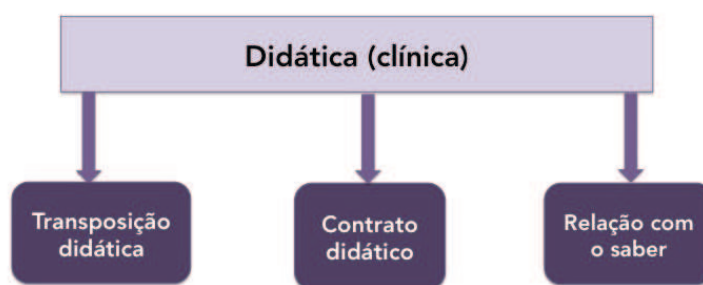 Didática (clínica)
Transposição
didática
Contrato
didático
Relação com
o saber